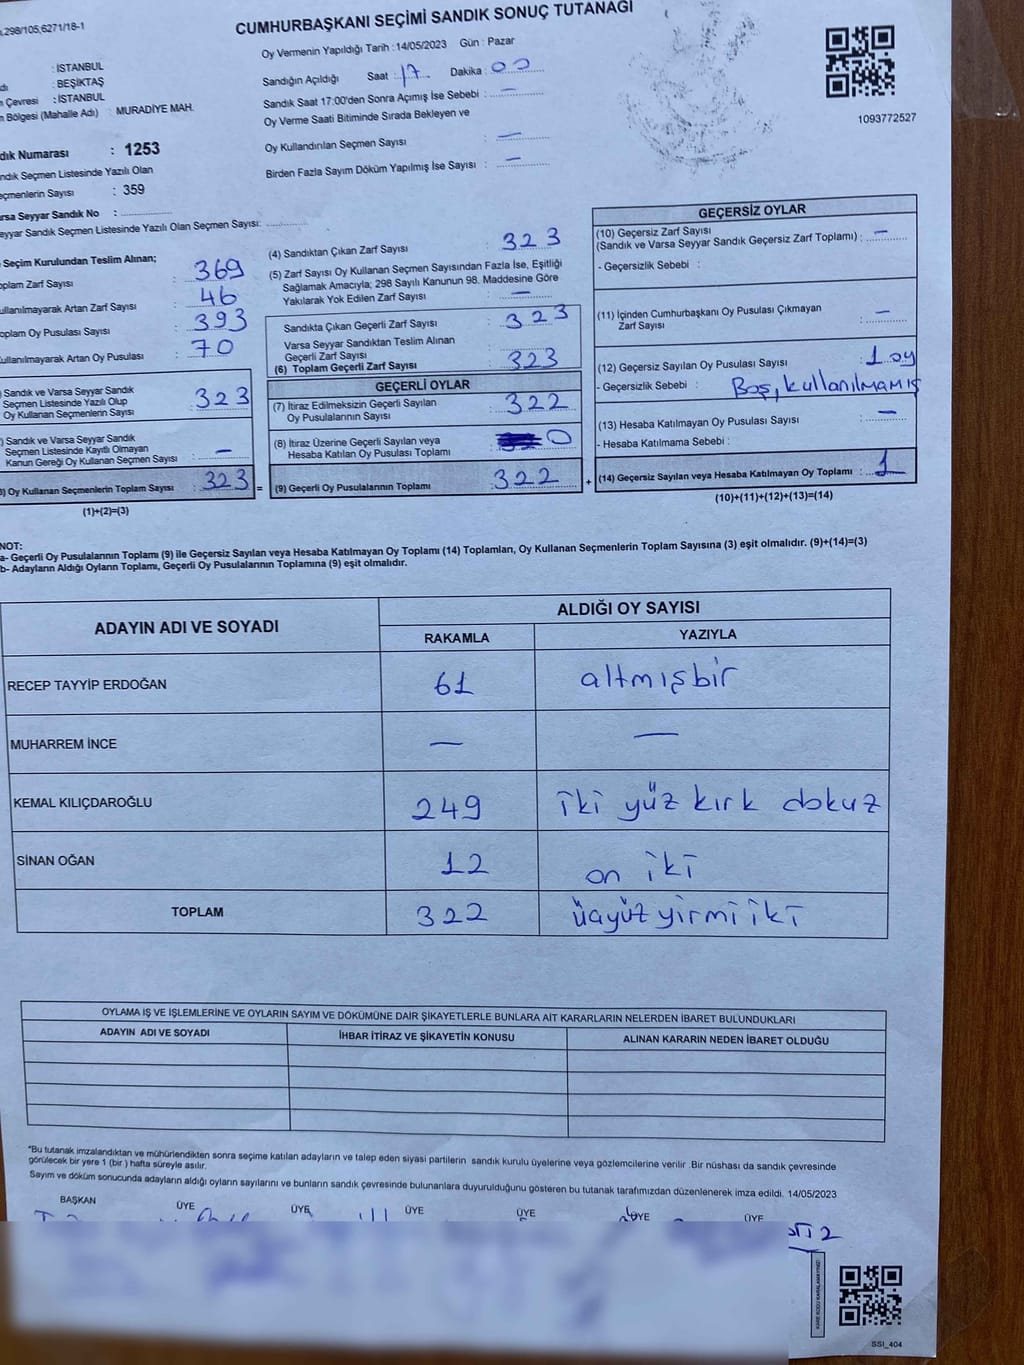 .298/105;6271/18-1
CUMHURBAŞKANI SEÇİMİ SANDIK SONUÇ TUTANAĞI
Oy Vermenin Yapıldığı Tarih : 14/05/2023 Gün : Pazar
: İSTANBUL
: BEŞİKTAŞ
Çevresi : İSTANBUL
Bölgesi (Mahalle Adı) : MURADİYE MAH.
Sandığın Açıldığı Saat : 17 Dakika : 00
Sandık Saat 17:00'den Sonra Açımış İse Sebebi : —
Oy Verme Saati Bitiminde Sırada Bekleyen ve
Oy Kullandırılan Seçmen Sayısı —
Birden Fazla Sayım Döküm Yapılmış İse Sayısı : —
1093772527
dık Numarası : 1253
ndık Seçmen Listesinde Yazılı Olan
eçmenlerin Sayısı : 359
arsa Seyyar Sandık No :
eyyar Sandık Seçmen Listesinde Yazılı Olan Seçmen Sayısı:
Seçim Kurulundan Teslim Alınan;
oplam Zarf Sayısı : 369
ullanılmayarak Artan Zarf Sayısı : 46
oplam Oy Pusulası Sayısı : 393
ullanılmayarak Artan Oy Pusulası : 70
Sandık ve Varsa Seyyar Sandık
Seçmen Listesinde Yazılı Olup
Oy Kullanan Seçmenlerin Sayısı : 323
) Sandık ve Varsa Seyyar Sandık
Seçmen Listesinde Kayıtlı Olmayan
Kanun Gereği Oy Kullanan Seçmen Sayısı : —
3) Oy Kullanan Seçmenlerin Toplam Sayısı : 323 =
(1)+(2)=(3)
(4) Sandıktan Çıkan Zarf Sayısı : 323
(5) Zarf Sayısı Oy Kullanan Seçmen Sayısından Fazla İse, Eşitliği
Sağlamak Amacıyla; 298 Sayılı Kanunun 98. Maddesine Göre
Yakılarak Yok Edilen Zarf Sayısı : —
Sandıkta Çıkan Geçerli Zarf Sayısı : 323
Varsa Seyyar Sandıktan Teslim Alınan
Geçerli Zarf Sayısı
(6) Toplam Geçerli Zarf Sayısı : 323
GEÇERLİ OYLAR
(7) İtiraz Edilmeksizin Geçerli Sayılan
Oy Pusulalarının Sayısı : 322
(8) İtiraz Üzerine Geçerli Sayılan veya
Hesaba Katılan Oy Pusulası Toplamı : 0
(9) Geçerli Oy Pusulalarının Toplamı : 322 +
GEÇERSİZ OYLAR
(10) Geçersiz Zarf Sayısı
(Sandık ve Varsa Seyyar Sandık Geçersiz Zarf Toplamı) : —
- Geçersizlik Sebebi :
(11) İçinden Cumhurbaşkanı Oy Pusulası Çıkmayan
Zarf Sayısı : —
(12) Geçersiz Sayılan Oy Pusulası Sayısı : 1 oy
- Geçersizlik Sebebi : Boş, kullanılmamış
(13) Hesaba Katılmayan Oy Pusulası Sayısı : —
- Hesaba Katılmama Sebebi :
(14) Geçersiz Sayılan veya Hesaba Katılmayan Oy Toplamı : 1
(10)+(11)+(12)+(13)=(14)
NOT:
a- Geçerli Oy Pusulalarının Toplamı (9) ile Geçersiz Sayılan veya Hesaba Katılmayan Oy Toplamı (14) Toplamları, Oy Kullanan Seçmenlerin Toplam Sayısına (3) eşit olmalıdır. (9)+(14)=(3)
b- Adayların Aldığı Oyların Toplamı, Geçerli Oy Pusulalarının Toplamına (9) eşit olmalıdır.
ADAYIN ADI VE SOYADI
ALDIĞI OY SAYISI
RAKAMLA YAZIYLA
RECEP TAYYİP ERDOĞAN 61 altmışbir
MUHARREM İNCE — —
KEMAL KILIÇDAROĞLU 249 iki yüz kırk dokuz
SİNAN OĞAN 12 on iki
TOPLAM 322 üçyüz yirmi iki
OYLAMA İŞ VE İŞLEMLERİNE VE OYLARIN SAYIM VE DÖKÜMÜNE DAİR ŞİKAYETLERLE BUNLARA AİT KARARLARIN NELERDEN İBARET BULUNDUKLARI
ADAYIN ADI VE SOYADI İHBAR İTİRAZ VE ŞİKAYETİN KONUSU ALINAN KARARIN NEDEN İBARET OLDUĞU
"Bu tutanak imzalandıktan ve mühürlendikten sonra seçime katılan adayların ve talep eden siyasi partilerin sandık kurulu üyelerine veya gözlemcilerine verilir .Bir nüshası da sandık çevresinde
görülecek bir yere 1 (bir ) hafta süreyle asılır.
Sayım ve döküm sonucunda adayların aldığı oyların sayılarını ve bunların sandık çevresinde bulunanlara duyurulduğunu gösteren bu tutanak tarafımızdan düzenlenerek imza edildi. 14/05/2023
BAŞKAN ÜYE ÜYE ÜYE ÜYE ÜYE ÜYE
SSI_404